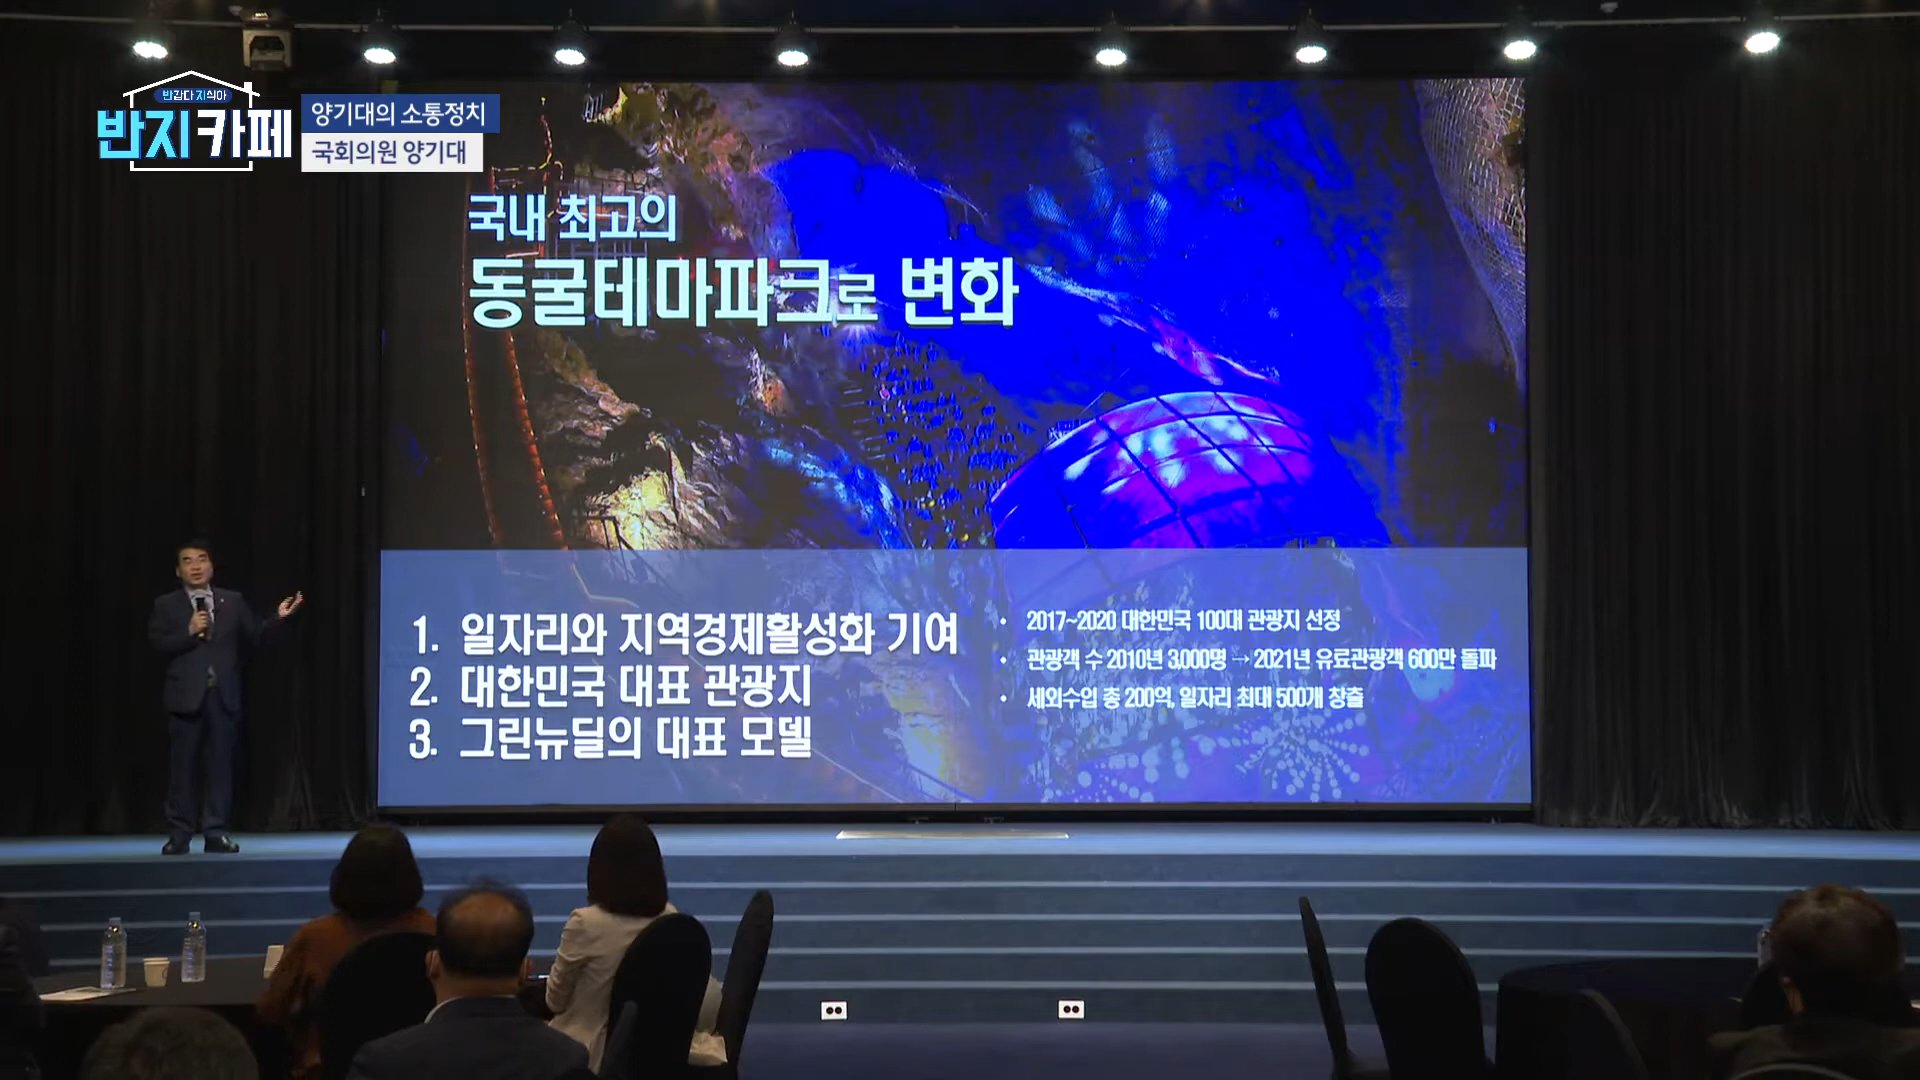 반갑다 지식아
반지카페
양기대의 소통정치
국회의원 양기대
국내 최고의
동굴테마파크로 변화
1. 일자리와 지역경제활성화 기여
2. 대한민국 대표 관광지
3. 그린뉴딜의 대표 모델
• 2017~2020 대한민국 100대 관광지 선정
• 관광객 수 2010년 3,000명 → 2021년 유료관광객 600만 돌파
• 세외수입 총 200억, 일자리 최대 500개 창출